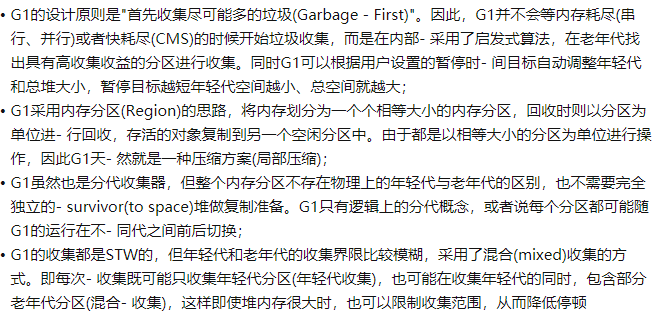 • G1的设计原则是"首先收集尽可能多的垃圾(Garbage - First)"。因此，G1并不会等内存耗尽(串
行、并行)或者快耗尽(CMS)的时候开始垃圾收集，而是在内部- 采用了启发式算法，在老年代找
出具有高收集收益的分区进行收集。同时G1可以根据用户设置的暂停时- 间目标自动调整年轻代
和总堆大小，暂停目标越短年轻代空间越小、总空间就越大；
• G1采用内存分区(Region)的思路，将内存划分为一个个相等大小的内存分区，回收时则以分区为
单位进- 行回收，存活的对象复制到另一个空闲分区中。由于都是以相等大小的分区为单位进行操
作，因此G1天- 然就是一种压缩方案(局部压缩)；
• G1虽然也是分代收集器，但整个内存分区不存在物理上的年轻代与老年代的区别，也不需要完全
独立的- survivor(to space)堆做复制准备。G1只有逻辑上的分代概念，或者说每个分区都可能随
G1的运行在不- 同代之间前后切换；
• G1的收集都是STW的，但年轻代和老年代的收集界限比较模糊，采用了混合(mixed)收集的方
式。即每次- 收集既可能只收集年轻代分区(年轻代收集)，也可能在收集年轻代的同时，包含部分
老年代分区(混合- 收集)，这样即使堆内存很大时，也可以限制收集范围，从而降低停顿